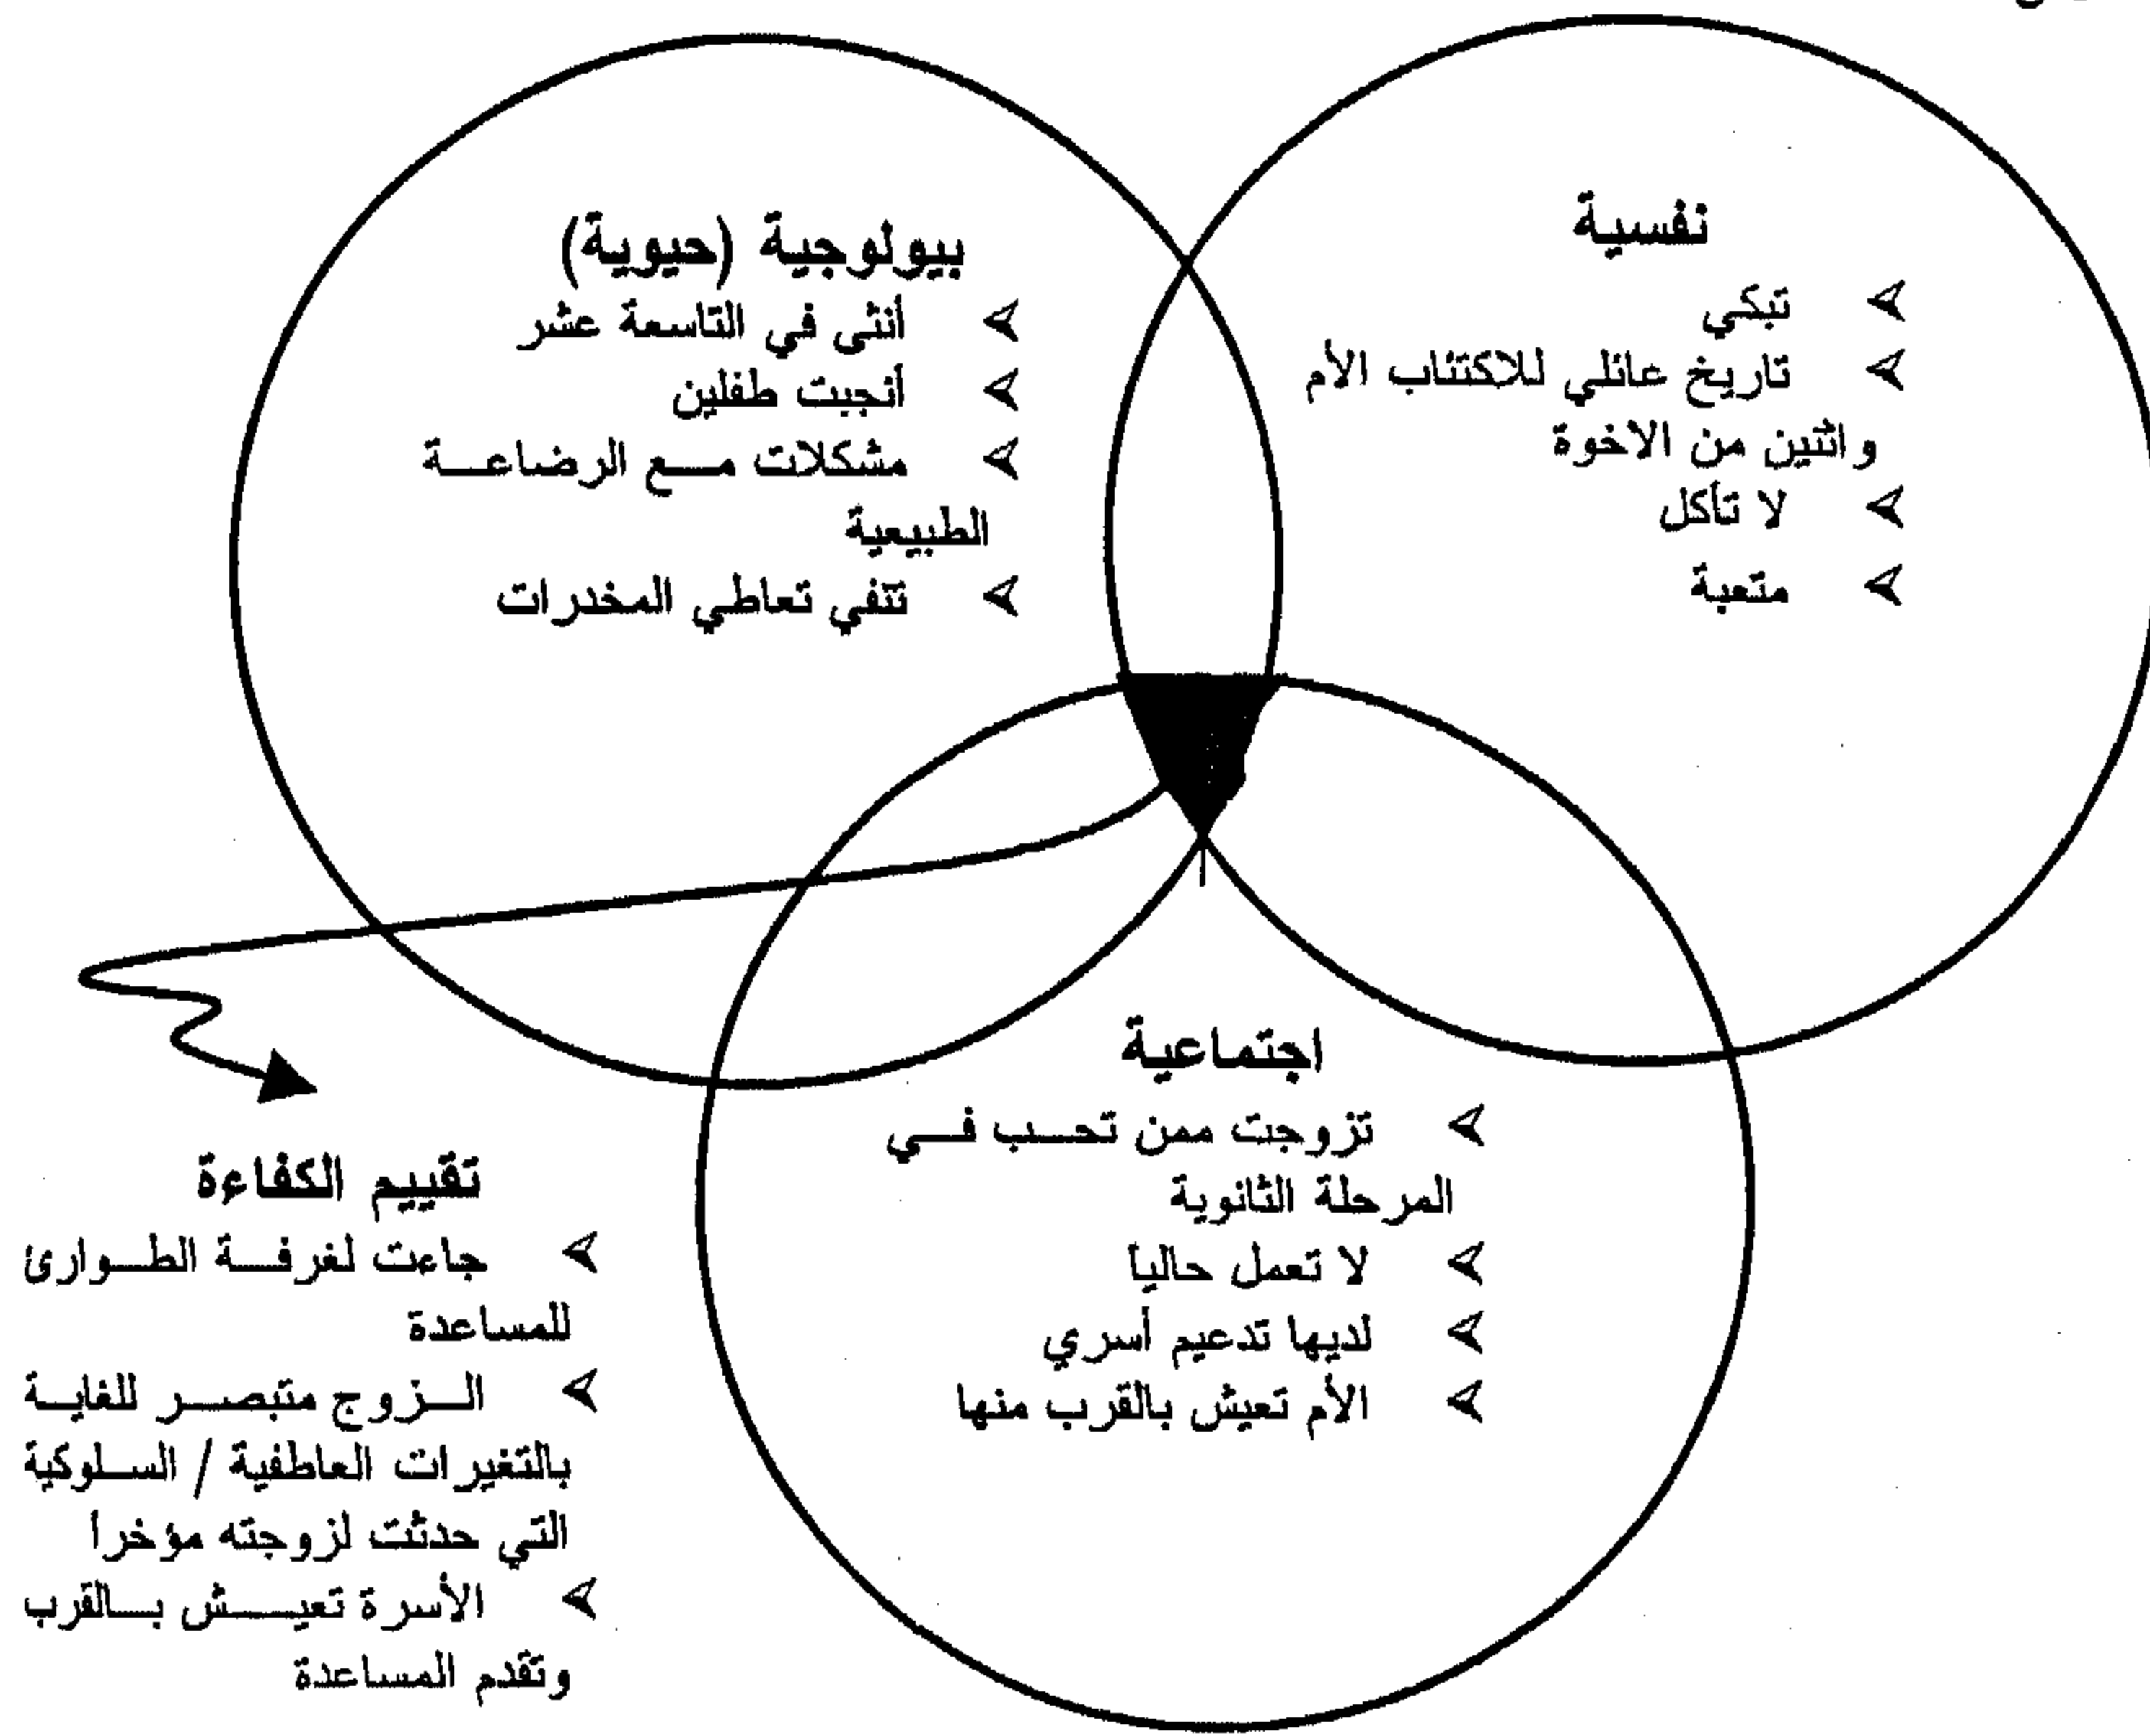 نفسية
➢ تبكي
➢ تاريخ عائلي للاكتئاب الأم
واثنين من الاخوة
➢ لا تأكل
➢ متعبة
بيولوجية (حيوية)
➢ أنثى في التاسعة عشر
➢ أنجبت طفلين
➢ مشكلات مع الرضاعة
الطبيعية
➢ تنفي تعاطي المخدرات
اجتماعية
➢ تزوجت ممن تحب في
المرحلة الثانوية
➢ لا تعمل حاليا
➢ لديها تدعيم أسري
➢ الأم تعيش بالقرب منها
تقييم الكفاءة
➢ جاءت لغرفة الطوارئ
للمساعدة
➢ الزوج متبصر للغاية
بالتغيرات العاطفية / السلوكية
التي حدثت لزوجته مؤخرا
➢ الأسرة تعيش بالقرب
وتقدم المساعدة